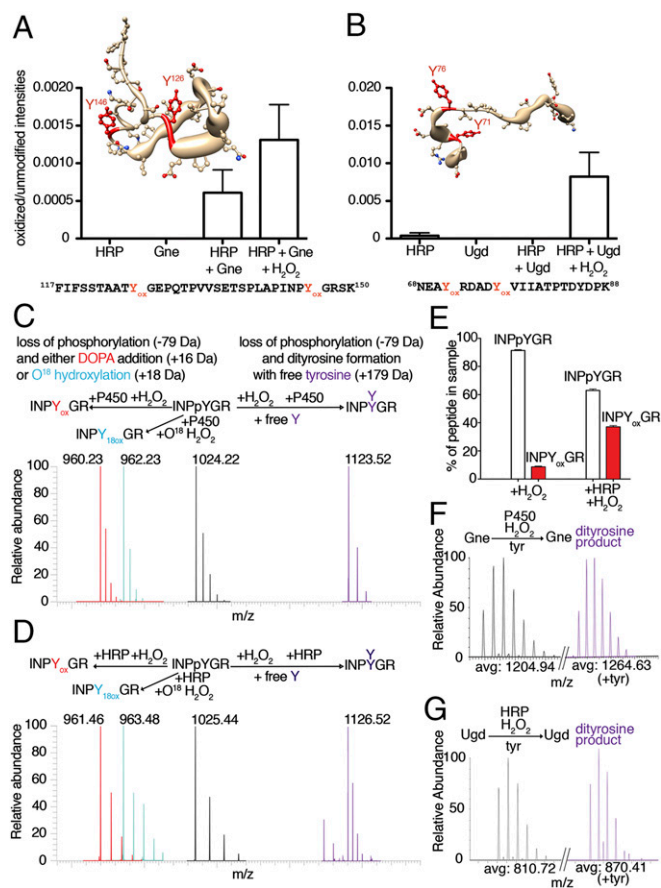 A
oxidized/unmodified intensities
0.0020
0.0015
0.0010
0.0005
0
Y146
Y126
HRP
Gne
HRP
+ Gne
HRP + Gne
+H2O2
117FIFSSTAATYoxGEPQTPVVSETSPLAPINPYoxGRSK150
B
0.020
0.015
0.010
0.005
0
Y76
Y71
HRP
Ugd
HRP
+ Ugd
HRP + Ugd
+ H2O2
68NEAYoxRDADYoxVIIATPTDYDPK88
C
loss of phosphorylation (-79 Da)
and either DOPA addition (+16 Da)
or O18 hydroxylation (+18 Da)
loss of phosphorylation (-79 Da)
and dityrosine formation
with free tyrosine (+179 Da)
+P450 +H2O2
+H2O2 +P450
Y
INPYoxGR
INPpYGR
INPYGR
+ free Y
+P450
+O18 H2O2
INPY18oxGR
960.23
962.23
1024.22
1123.52
Relative abundance
100
80
60
40
20
0
m/z
D
+HRP +H2O2
+H2O2 +HRP
Y
INPYoxGR
INPpYGR
INPYGR
+ free Y
+HRP
+O18 H2O2
INPY18oxGR
961.46
963.48
1025.44
1126.52
Relative abundance
100
80
60
40
20
0
m/z
E
% of peptide in sample
100
80
60
40
20
0
INPpYGR
INPYoxGR
INPpYGR
INPYoxGR
+H2O2
+HRP
+H2O2
F
P450
H2O2
Gne
Gne
tyr
dityrosine
product
Relative Abundance
100
50
0
avg: 1204.94
avg: 1264.63
m/z
(+tyr)
G
HRP
H2O2
Ugd
Ugd
tyr
dityrosine
product
Relative Abundance
100
50
0
avg: 810.72
avg: 870.41
m/z
(+tyr)